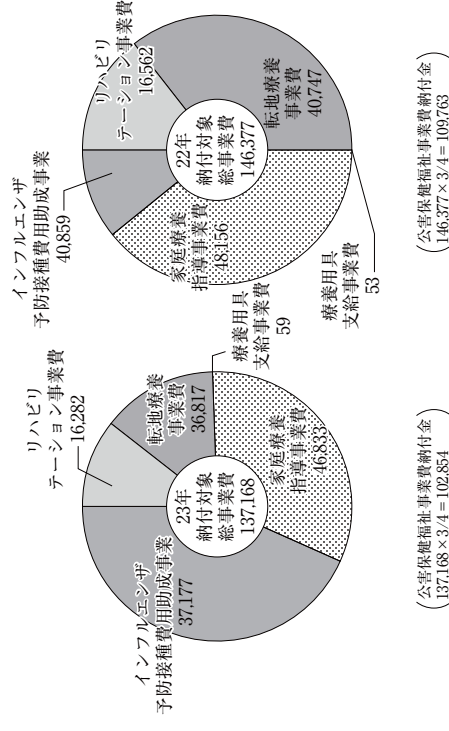 インフルエンザ
予防接種費用助成事業
37,177
リハビリ
テーション事業費
16,282
転地療養
事業費
36,817
療養用具
支給事業費
59
家庭療養
指導事業費
46,833
23年
納付対象
総事業費
137,168
(公害保健福祉事業費納付金
137,168×3/4=102,854)
インフルエンザ
予防接種費用助成事業
40,859
リハビリ
テーション事業費
16,562
転地療養
事業費
40,747
療養用具
支給事業費
53
家庭療養
指導事業費
48,156
22年
納付対象
総事業費
146,377
(公害保健福祉事業費納付金
146,377×3/4=109,763)